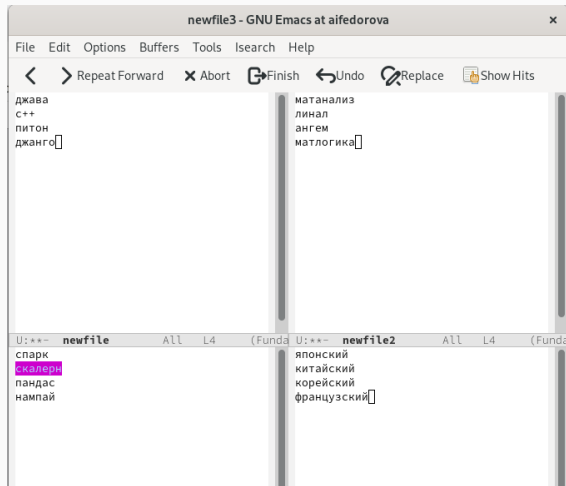 newfile3 - GNU Emacs at aifedorova ×
File Edit Options Buffers Tools Isearch Help
Repeat Forward Abort Finish Undo Replace Show Hits
джава
c++
питон
джанго
U:**- newfile All L4 (Funda
матанализ
линал
ангем
матлогика
U:**- newfile2 All L4 (Funda
спарк
скалерн
пандас
нампай
японский
китайский
корейский
французский